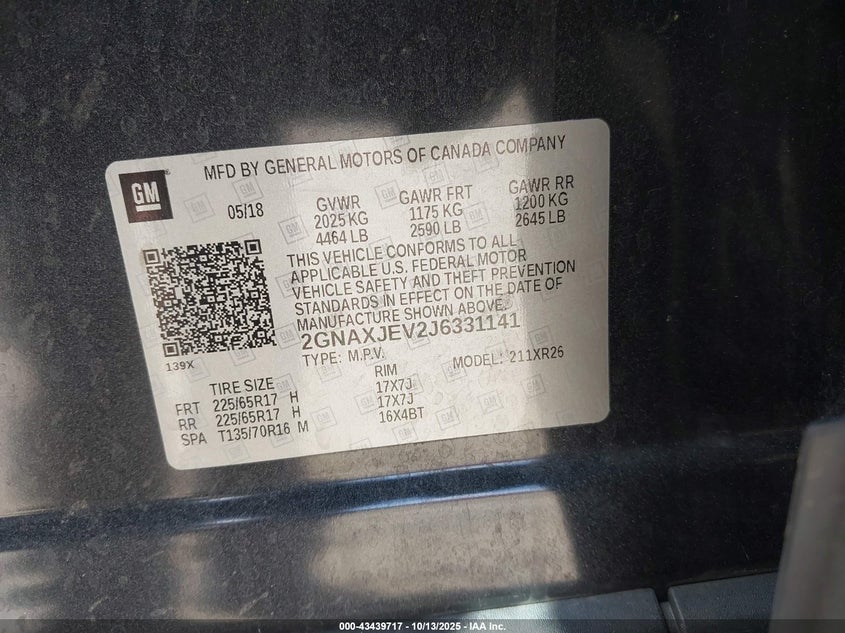 GM
MFD BY GENERAL MOTORS OF CANADA COMPANY
05/18
GVWR GAWR FRT GAWR RR
2025 KG 1175 KG 1200 KG
4464 LB 2590 LB 2645 LB
THIS VEHICLE CONFORMS TO ALL
APPLICABLE U.S. FEDERAL MOTOR
VEHICLE SAFETY AND THEFT PREVENTION
STANDARDS IN EFFECT ON THE DATE OF
MANUFACTURE SHOWN ABOVE.
2GNAXJEV2J6331141
139X
TYPE: M.P.V. MODEL: 211XR26
TIRE SIZE RIM
FRT 225/65R17 H 17X7J
RR 225/65R17 H 17X7J
SPA T135/70R16 M 16X4BT
000-43439717 - 10/13/2025 - IAA Inc.